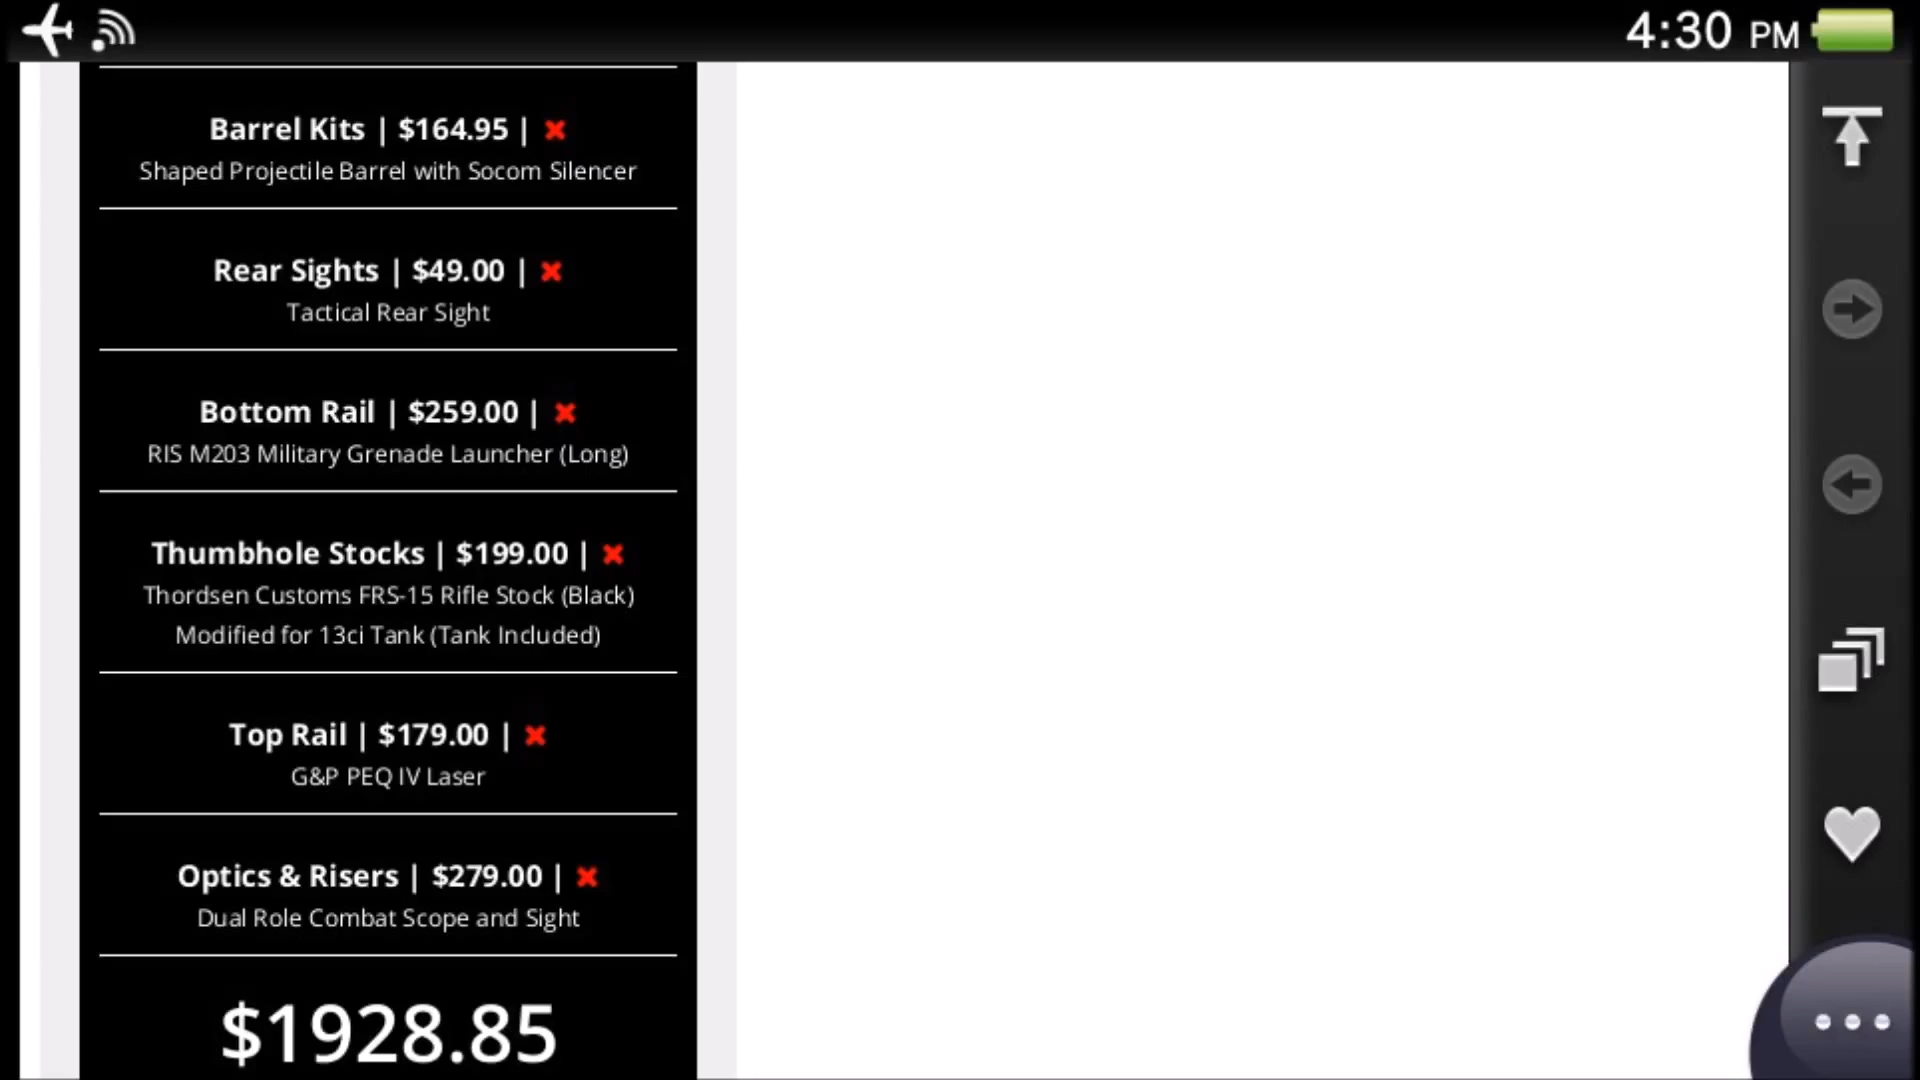 4:30 PM
Barrel Kits | $164.95 | ✖
Shaped Projectile Barrel with Socom Silencer
Rear Sights | $49.00 | ✖
Tactical Rear Sight
Bottom Rail | $259.00 | ✖
RIS M203 Military Grenade Launcher (Long)
Thumbhole Stocks | $199.00 | ✖
Thordsen Customs FRS-15 Rifle Stock (Black)
Modified for 13ci Tank (Tank Included)
Top Rail | $179.00 | ✖
G&P PEQ IV Laser
Optics & Risers | $279.00 | ✖
Dual Role Combat Scope and Sight
$1928.85